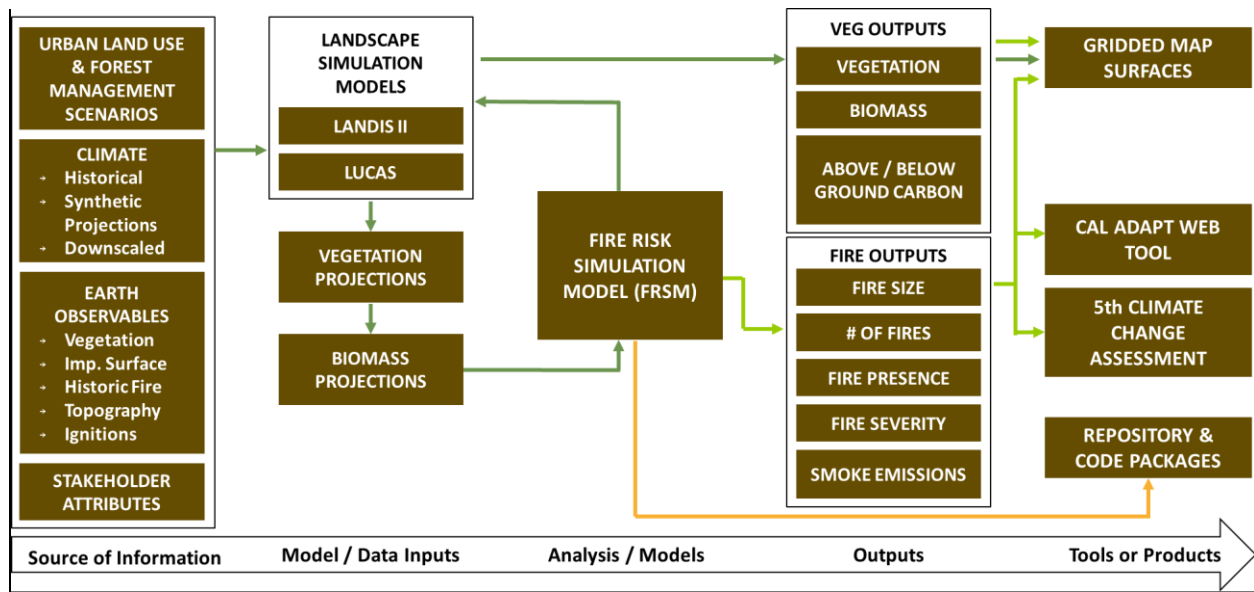 URBAN LAND USE
& FOREST
MANAGEMENT
SCENARIOS
CLIMATE
→ Historical
→ Synthetic
Projections
→ Downscaled
EARTH
OBSERVABLES
→ Vegetation
→ Imp. Surface
→ Historic Fire
→ Topography
→ Ignitions
STAKEHOLDER
ATTRIBUTES
LANDSCAPE
SIMULATION
MODELS
LANDIS II
LUCAS
VEGETATION
PROJECTIONS
BIOMASS
PROJECTIONS
FIRE RISK
SIMULATION
MODEL (FRSM)
VEG OUTPUTS
VEGETATION
BIOMASS
ABOVE / BELOW
GROUND CARBON
FIRE OUTPUTS
FIRE SIZE
# OF FIRES
FIRE PRESENCE
FIRE SEVERITY
SMOKE EMISSIONS
GRIDDED MAP
SURFACES
CAL ADAPT WEB
TOOL
5th CLIMATE
CHANGE
ASSESSMENT
REPOSITORY &
CODE PACKAGES
Source of Information
Model / Data Inputs
Analysis / Models
Outputs
Tools or Products